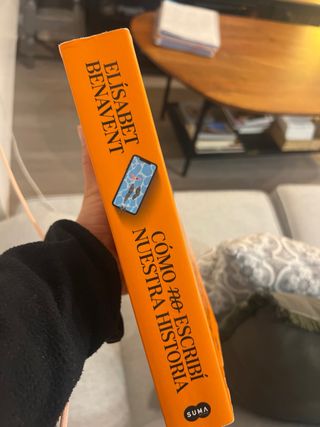 ELÍSABET
BENAVENT
CÓMO no ESCRIBÍ
NUESTRA HISTORIA
SUMA